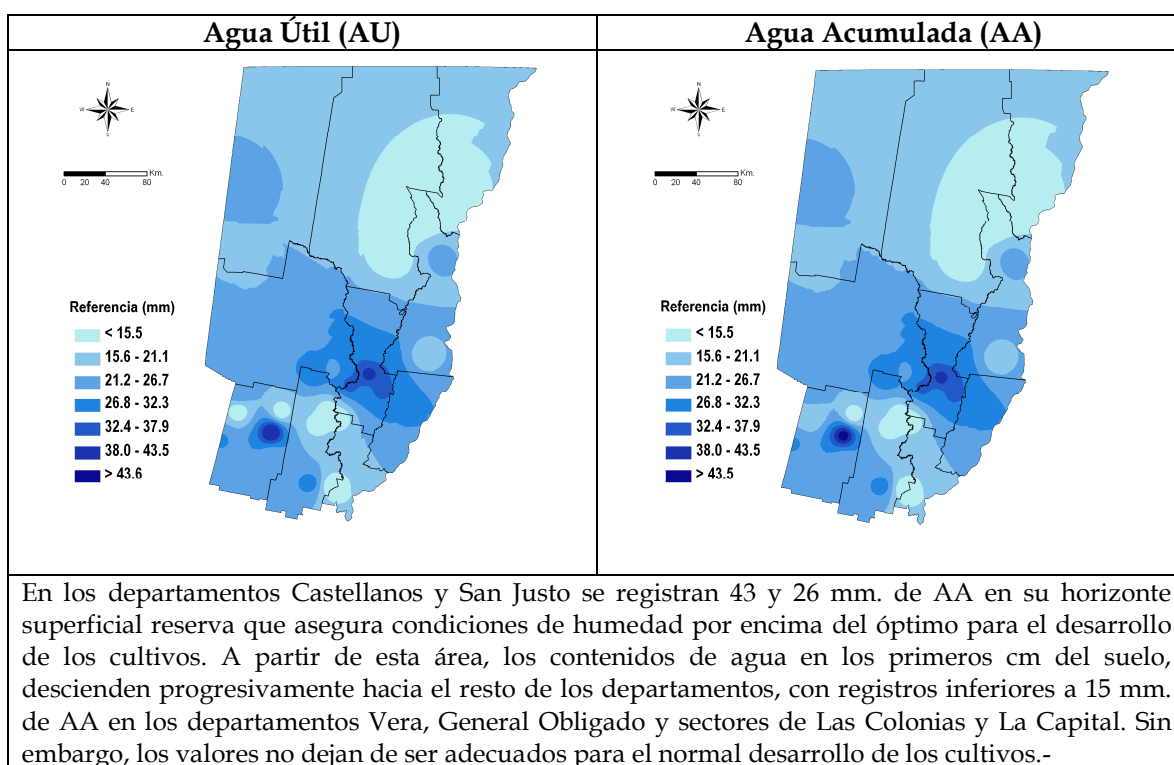 Agua Útil (AU)
Agua Acumulada (AA)
W E
Km.
0 20 40 80
Referencia (mm)
< 15.5
15.6 - 21.1
21.2 - 26.7
26.8 - 32.3
32.4 - 37.9
38.0 - 43.5
> 43.6
W E
Km.
0 20 40 80
Referencia (mm)
< 15.5
15.6 - 21.1
21.2 - 26.7
26.8 - 32.3
32.4 - 37.9
38.0 - 43.5
> 43.5
En los departamentos Castellanos y San Justo se registran 43 y 26 mm. de AA en su horizonte
superficial reserva que asegura condiciones de humedad por encima del óptimo para el desarrollo
de los cultivos. A partir de esta área, los contenidos de agua en los primeros cm del suelo,
descienden progresivamente hacia el resto de los departamentos, con registros inferiores a 15 mm.
de AA en los departamentos Vera, General Obligado y sectores de Las Colonias y La Capital. Sin
embargo, los valores no dejan de ser adecuados para el normal desarrollo de los cultivos.-